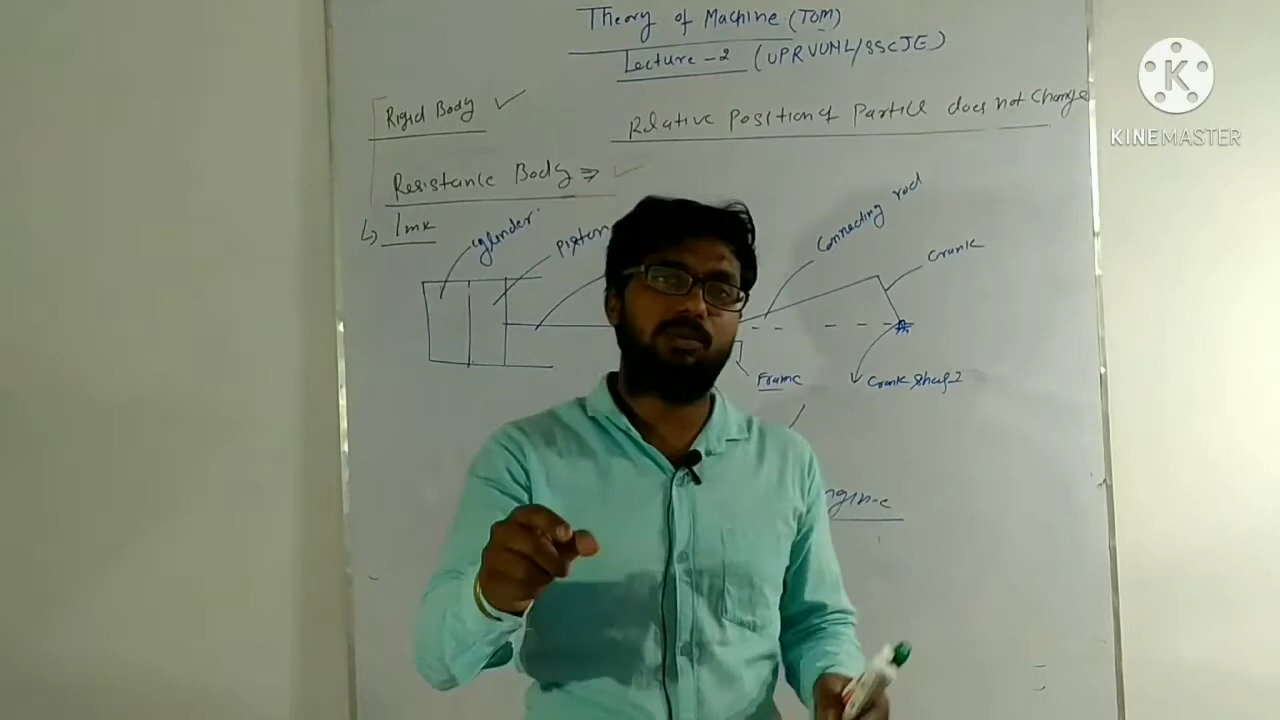 Theory of Machine (TOM)
Lecture-2 (UPRVUNL/SSCJE)
Rigid Body ✓
Relative Position of Particle does not Change
Resistance Body ⇒ ✓
↳ link
cylinder
piston
Connecting rod
Crank
Frame
Crank Shaft
K
KINEMASTER